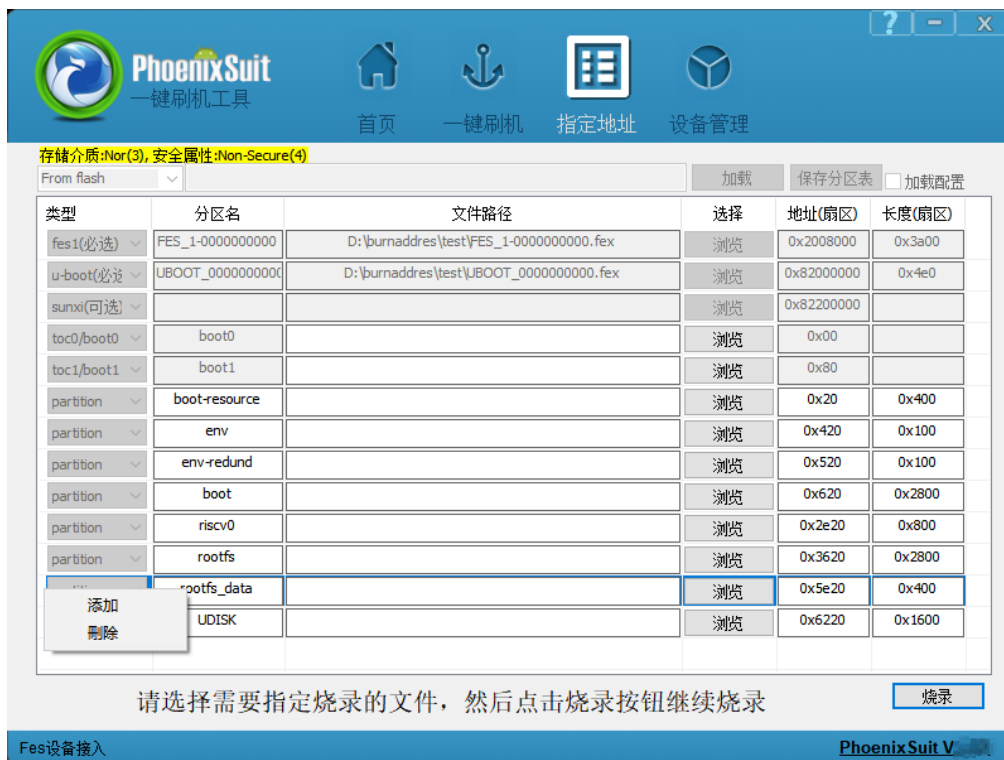 ? - X
PhoenixSuit
一键刷机工具
首页 一键刷机 指定地址 设备管理
存储介质:Nor(3), 安全属性:Non-Secure(4)
From flash 加载 保存分区表 加载配置
类型 分区名 文件路径 选择 地址(扇区) 长度(扇区)
fes1(必选) FES_1-0000000000 D:\burnaddres\test\FES_1-0000000000.fex 浏览 0x2008000 0x3a00
u-boot(必选 UBOOT_0000000000 D:\burnaddres\test\UBOOT_0000000000.fex 浏览 0x82000000 0x4e0
sunxi(可选) 浏览 0x82200000
toc0/boot0 boot0 浏览 0x00
toc1/boot1 boot1 浏览 0x80
partition boot-resource 浏览 0x20 0x400
partition env 浏览 0x420 0x100
partition env-redund 浏览 0x520 0x100
partition boot 浏览 0x620 0x2800
partition riscv0 浏览 0x2e20 0x800
partition rootfs 浏览 0x3620 0x2800
rootfs_data 浏览 0x5e20 0x400
添加
UDISK 浏览 0x6220 0x1600
删除
请选择需要指定烧录的文件，然后点击烧录按钮继续烧录 烧录
Fes设备接入 PhoenixSuit V